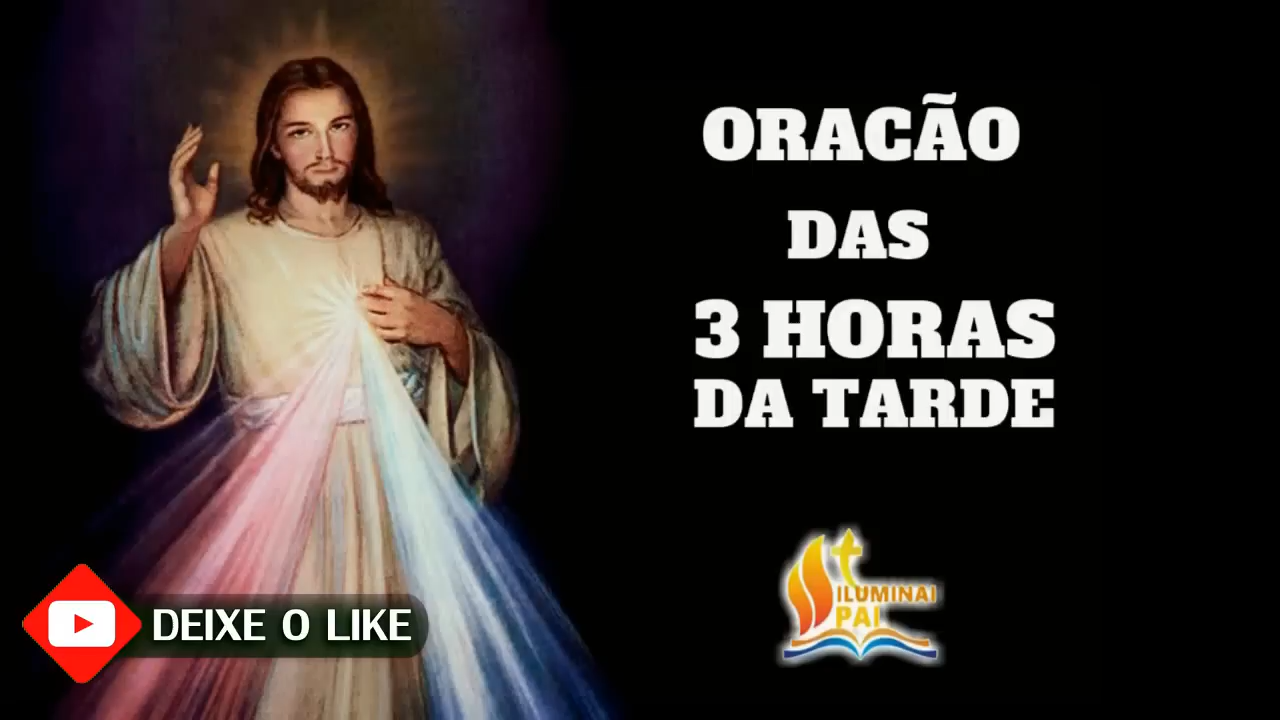 ORACÃO
DAS
3 HORAS
DA TARDE
ILUMINAI
PAI
DEIXE O LIKE